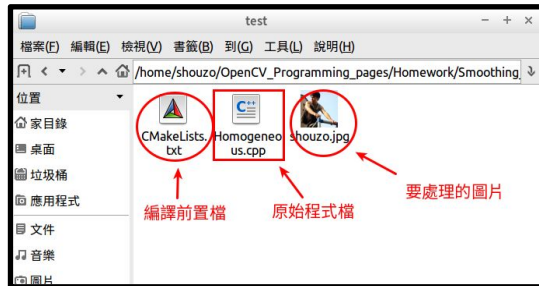 test
檔案(F) 編輯(E) 檢視(V) 書籤(B) 到(G) 工具(L) 說明(H)
/home/shouzo/OpenCV_Programming_pages/Homework/Smoothing
位置
家目錄
桌面
垃圾桶
應用程式
文件
音樂
圖片
CMakeLists.
txt
Homogeneo
us.cpp
shouzo.jpg
編譯前置檔
原始程式檔
要處理的圖片